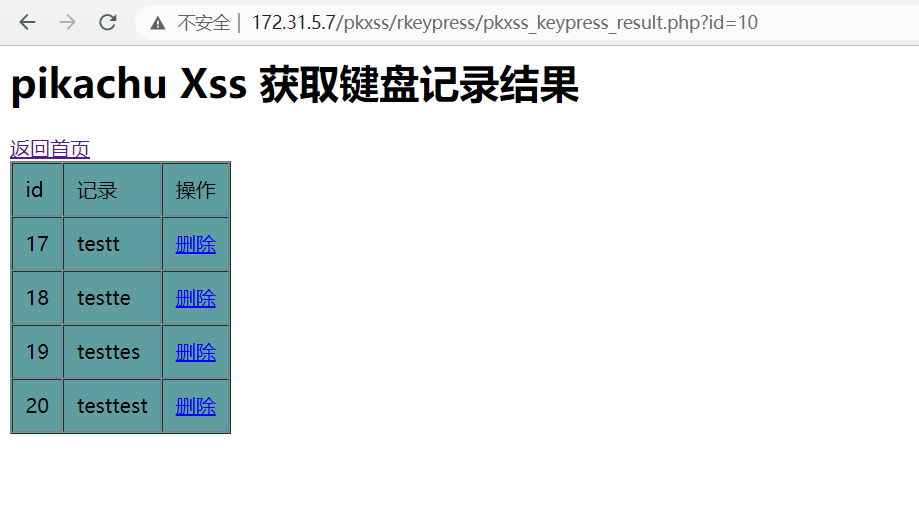 不安全 | 172.31.5.7/pkxss/rkeypress/pkxss_keypress_result.php?id=10
pikachu Xss 获取键盘记录结果
返回首页
id 记录 操作
17 testt 删除
18 testte 删除
19 testtes 删除
20 testtest 删除